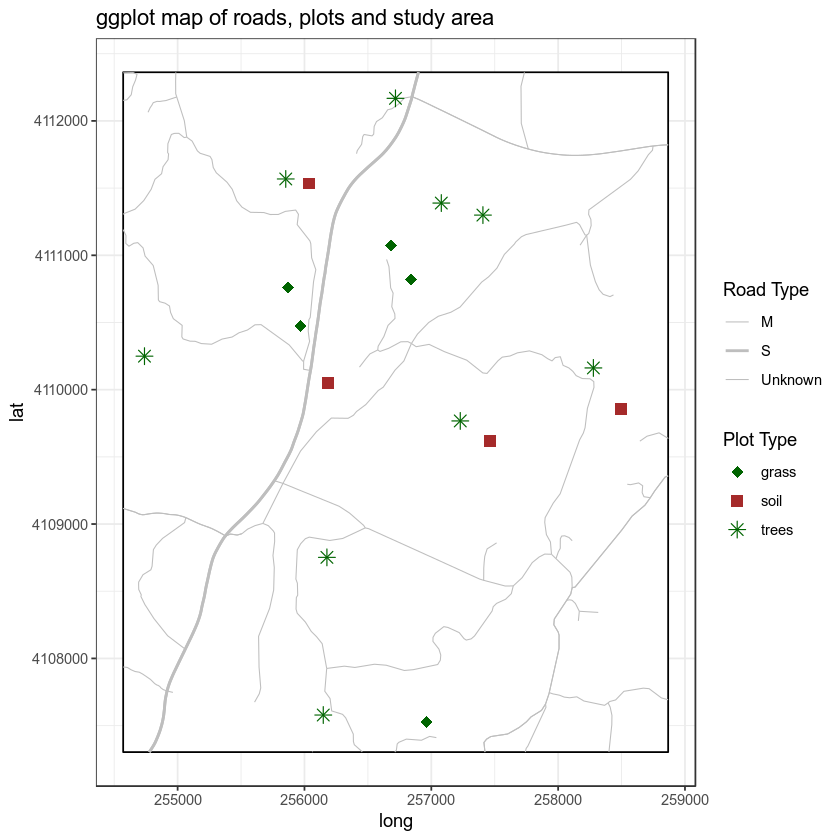 ggplot map of roads, plots and study area
4112000
4111000
4110000
4109000
4108000
lat
255000
256000
257000
258000
259000
long
Road Type
M
S
Unknown
Plot Type
grass
soil
trees